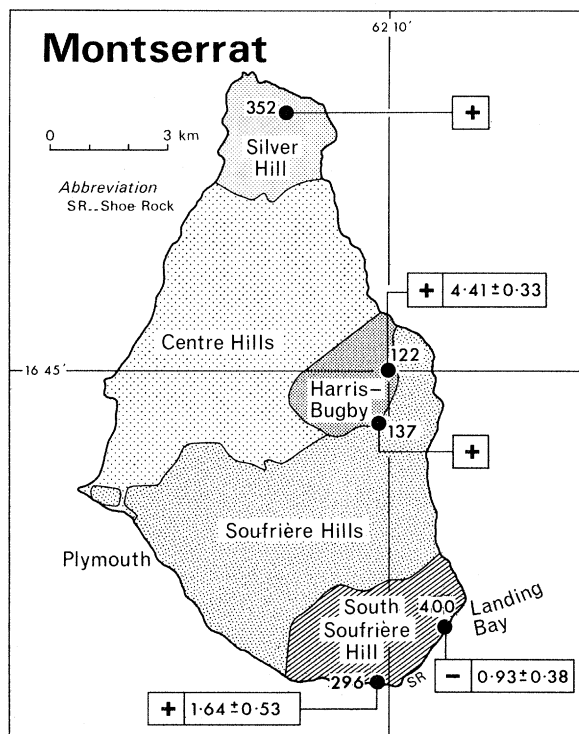 62 10'
Montserrat
0 3 km
Abbreviation
SR--Shoe Rock
352
+
Silver
Hill
+ 4·41±0·33
Centre Hills
122
16 45'
Harris–
Bugby
137
+
Soufrière Hills
Plymouth
South
Soufrière
Hill
400
Landing
Bay
296
SR
− 0·93±0·38
+ 1·64±0·53